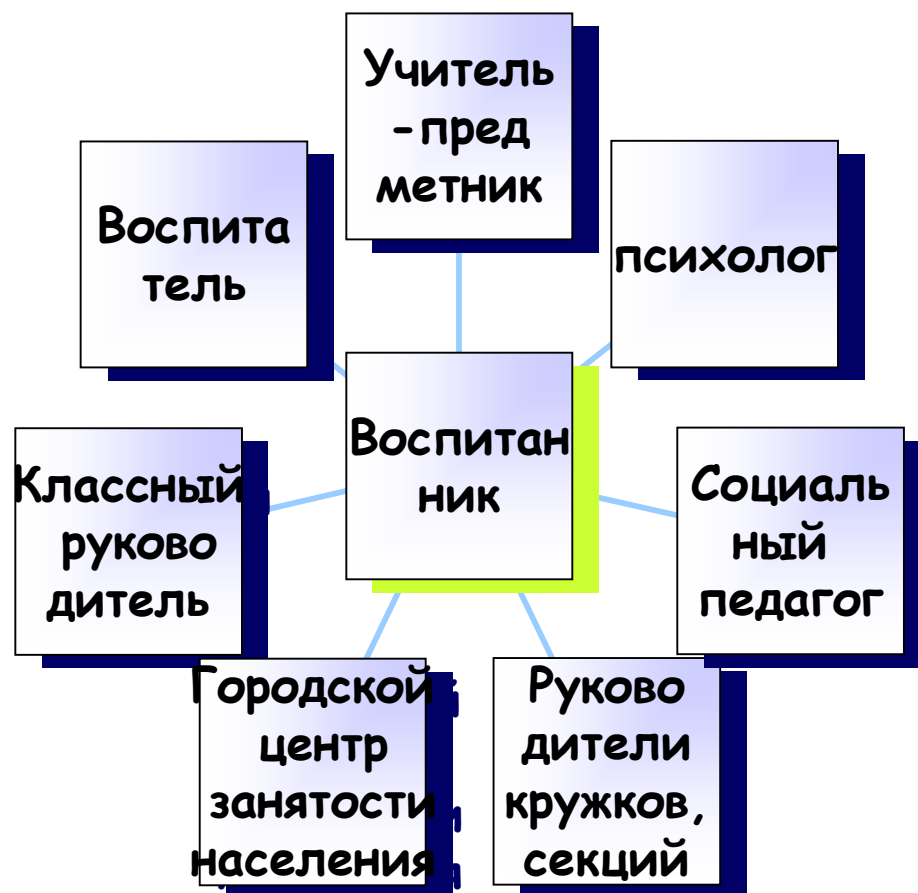 Учитель
-пред
метник
Воспита
тель
психолог
Воспитан
ник
Классный
руково
дитель
Социаль
ный
педагог
Городской
центр
занятости
населения
Руково
дители
кружков,
секций